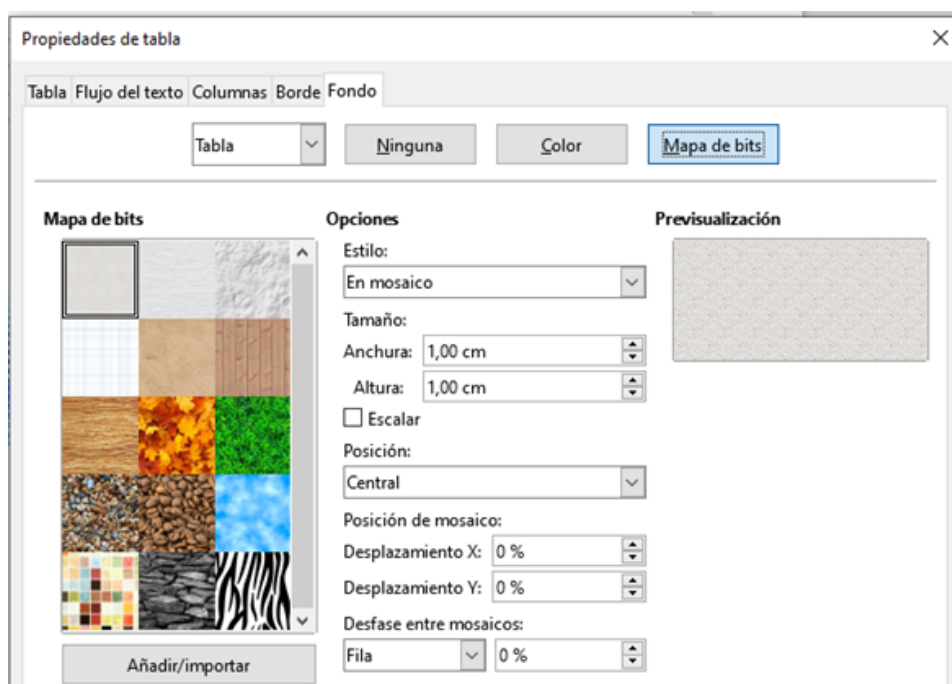 Propiedades de tabla
Tabla Flujo del texto Columnas Borde Fondo
Tabla Ninguna Color Mapa de bits
Mapa de bits
Opciones
Previsualización
Estilo:
En mosaico
Tamaño:
Anchura: 1,00 cm
Altura: 1,00 cm
Escalar
Posición:
Central
Posición de mosaico:
Desplazamiento X: 0 %
Desplazamiento Y: 0 %
Desfase entre mosaicos:
Fila 0 %
Añadir/importar